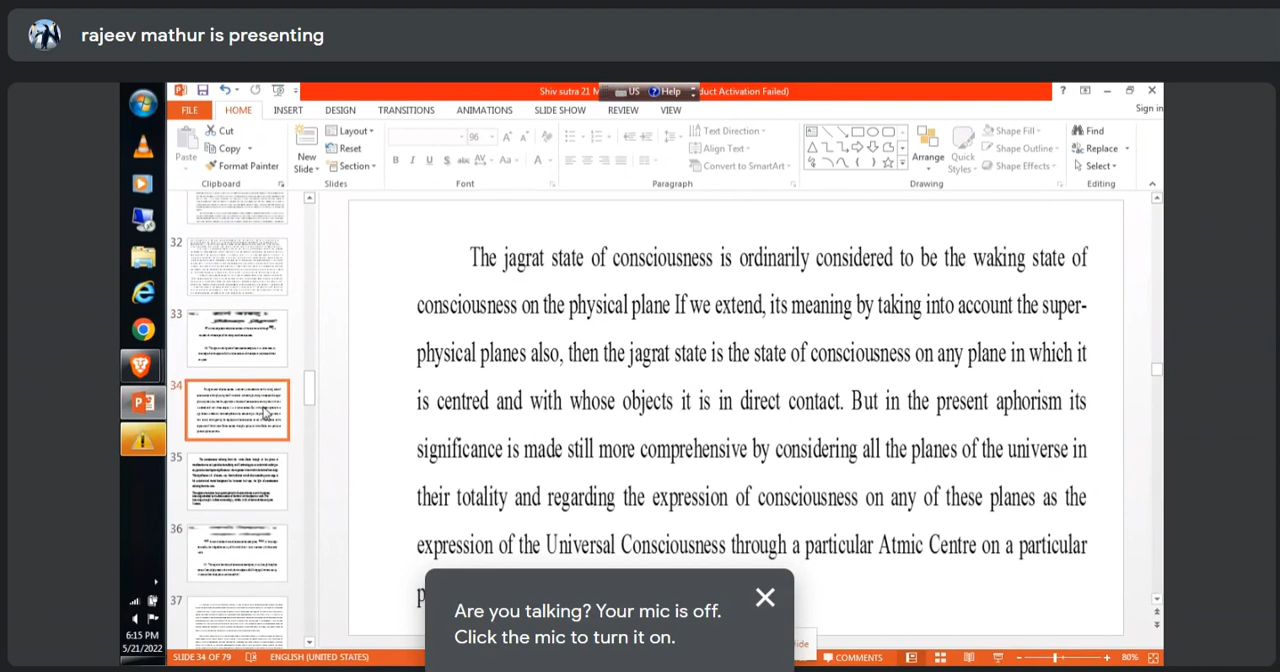 rajeev mathur is presenting
Shiv sutra 21 M
US
Help
duct Activation Failed)
Sign in
FILE
HOME
INSERT
DESIGN
TRANSITIONS
ANIMATIONS
SLIDE SHOW
REVIEW
VIEW
Paste
Cut
Copy
Format Painter
Clipboard
New
Slide
Layout
Reset
Section
Slides
96
B I U S abc AV Aa A
Font
Text Direction
Align Text
Convert to SmartArt
Paragraph
Arrange
Quick
Styles
Shape Fill
Shape Outline
Shape Effects
Drawing
Find
Replace
Select
Editing
32
33
34
35
36
37
The jagrat state of consciousness is ordinarily considered to be the waking state of
consciousness on the physical plane If we extend, its meaning by taking into account the super-
physical planes also, then the jagrat state is the state of consciousness on any plane in which it
is centred and with whose objects it is in direct contact. But in the present aphorism its
significance is made still more comprehensive by considering all the planes of the universe in
their totality and regarding the expression of consciousness on any of these planes as the
expression of the Universal Consciousness through a particular Atmic Centre on a particular
Are you talking? Your mic is off.
Click the mic to turn it on.
6:15 PM
5/21/2022
SLIDE 34 OF 79
ENGLISH (UNITED STATES)
COMMENTS
80%